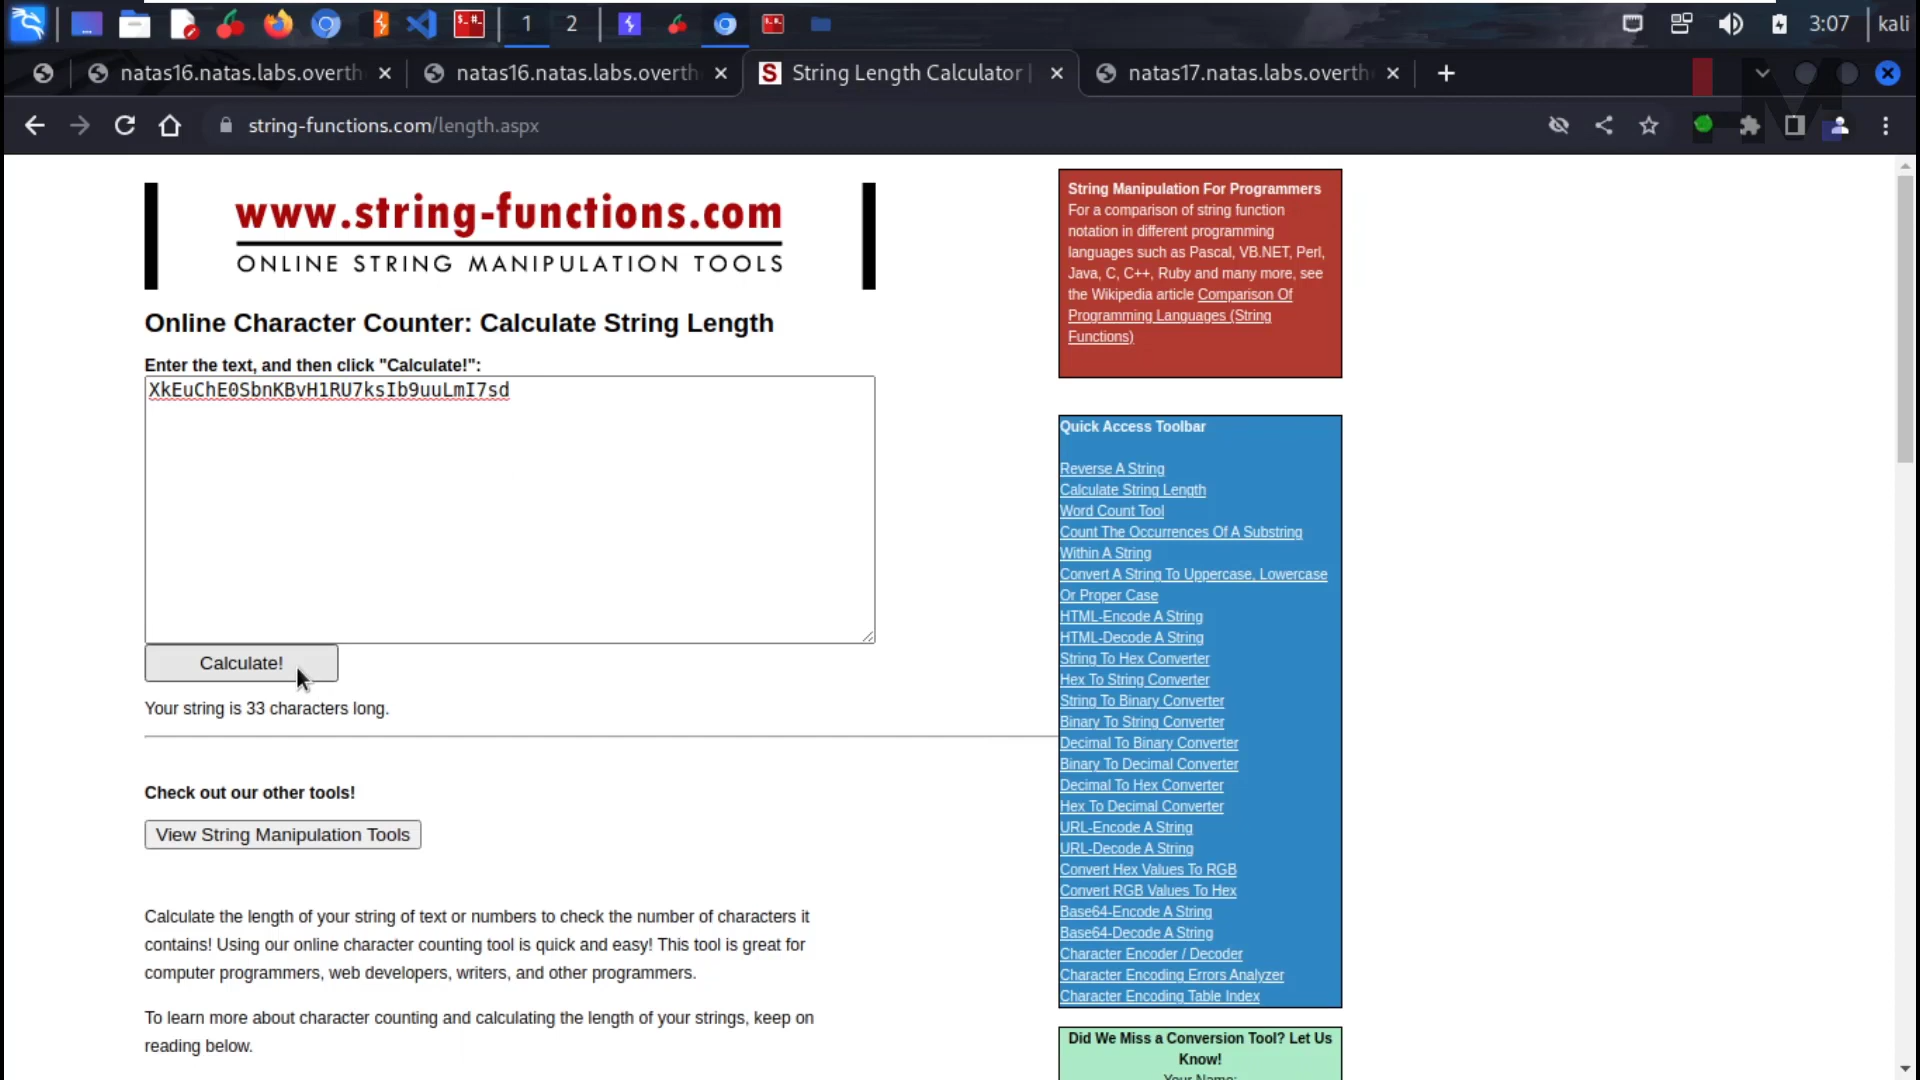 1
2
3:07
kali
natas16.natas.labs.overth
natas16.natas.labs.overth
String Length Calculator |
natas17.natas.labs.overth
string-functions.com/length.aspx
www.string-functions.com
ONLINE STRING MANIPULATION TOOLS
Online Character Counter: Calculate String Length
Enter the text, and then click "Calculate!":
XkEuChE0SbnKBvH1RU7ksIb9uuLmI7sd
Calculate!
Your string is 33 characters long.
Check out our other tools!
View String Manipulation Tools
Calculate the length of your string of text or numbers to check the number of characters it
contains! Using our online character counting tool is quick and easy! This tool is great for
computer programmers, web developers, writers, and other programmers.
To learn more about character counting and calculating the length of your strings, keep on
reading below.
String Manipulation For Programmers
For a comparison of string function
notation in different programming
languages such as Pascal, VB.NET, Perl,
Java, C, C++, Ruby and many more, see
the Wikipedia article Comparison Of
Programming Languages (String
Functions)
Quick Access Toolbar
Reverse A String
Calculate String Length
Word Count Tool
Count The Occurrences Of A Substring
Within A String
Convert A String To Uppercase, Lowercase
Or Proper Case
HTML-Encode A String
HTML-Decode A String
String To Hex Converter
Hex To String Converter
String To Binary Converter
Binary To String Converter
Decimal To Binary Converter
Binary To Decimal Converter
Decimal To Hex Converter
Hex To Decimal Converter
URL-Encode A String
URL-Decode A String
Convert Hex Values To RGB
Convert RGB Values To Hex
Base64-Encode A String
Base64-Decode A String
Character Encoder / Decoder
Character Encoding Errors Analyzer
Character Encoding Table Index
Did We Miss a Conversion Tool? Let Us
Know!
Your Name: